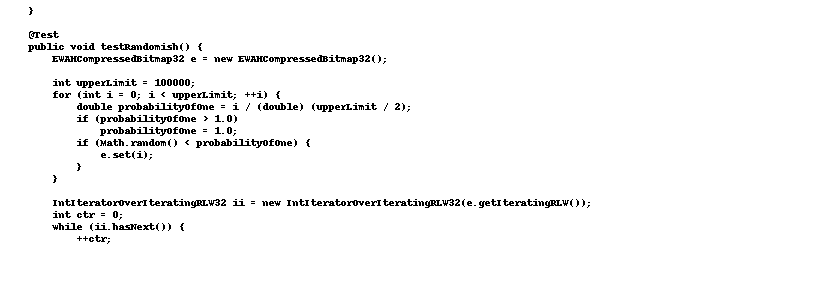 }

@Test
public void testRandomish() {
EWAHCompressedBitmap32 e = new EWAHCompressedBitmap32();

int upperLimit = 100000;
for (int i = 0; i < upperLimit; ++i) {
double probabilityOfOne = i / (double) (upperLimit / 2);
if (probabilityOfOne > 1.0)
probabilityOfOne = 1.0;
if (Math.random() < probabilityOfOne) {
e.set(i);
}
}

IntIteratorOverIteratingRLW32 ii = new IntIteratorOverIteratingRLW32(e.getIteratingRLW());
int ctr = 0;
while (ii.hasNext()) {
++ctr;